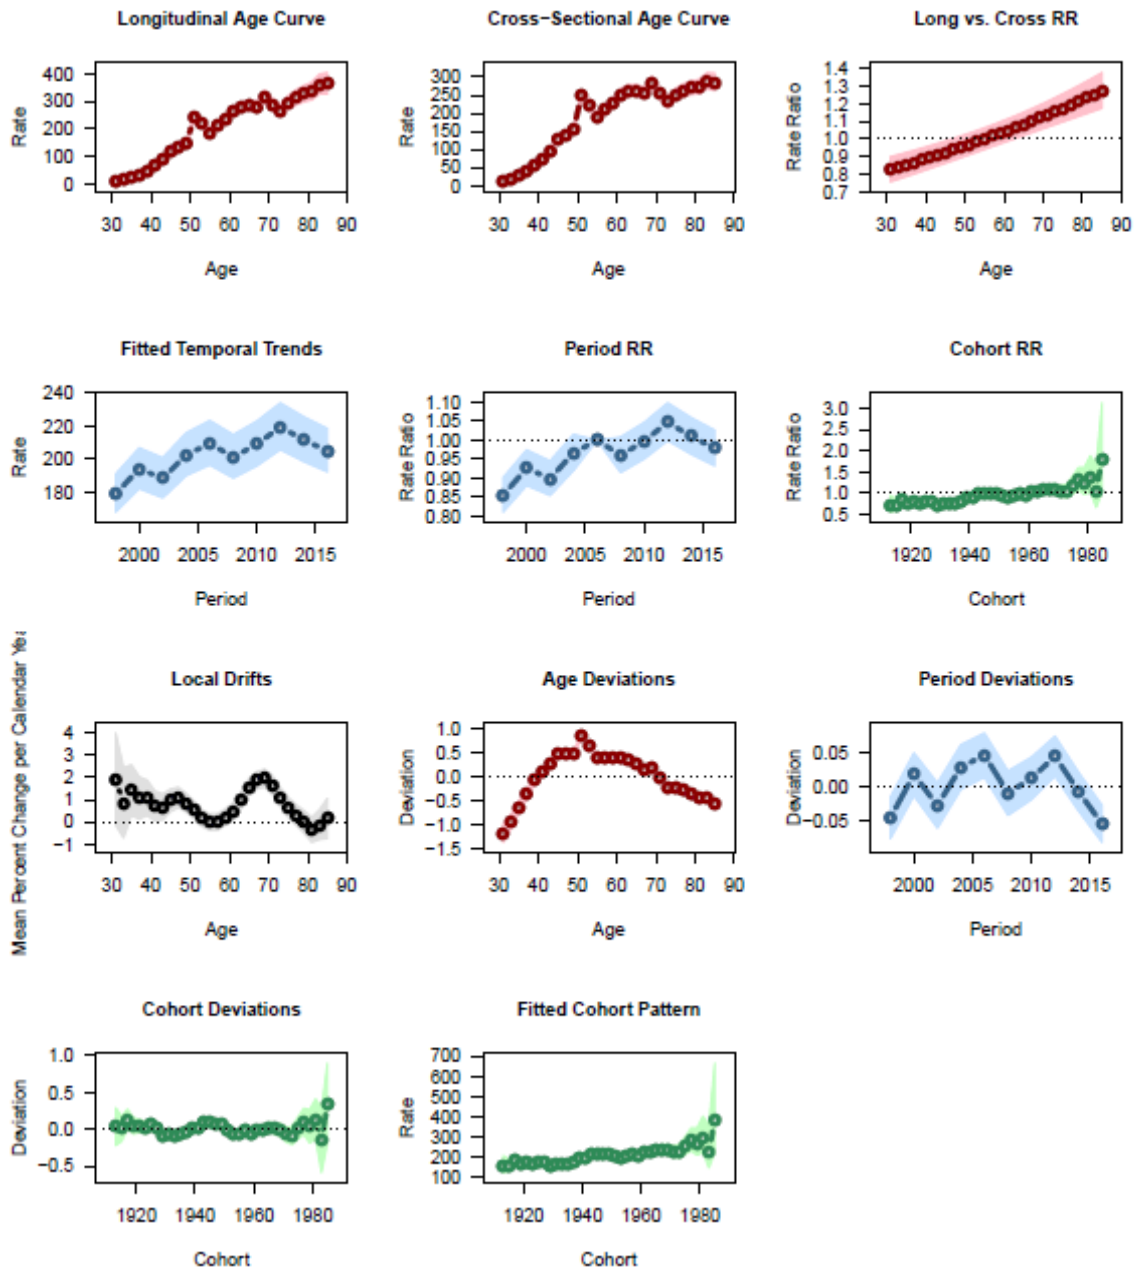 Longitudinal Age Curve
Rate
400
300
200
100
0
30 40 50 60 70 80 90
Age
Cross−Sectional Age Curve
Rate
300
250
200
150
100
50
0
30 40 50 60 70 80 90
Age
Long vs. Cross RR
Rate Ratio
1.4
1.3
1.2
1.1
1.0
0.9
0.8
0.7
30 40 50 60 70 80 90
Age
Fitted Temporal Trends
Rate
240
220
200
180
2000 2005 2010 2015
Period
Period RR
Rate Ratio
1.10
1.05
1.00
0.95
0.90
0.85
0.80
2000 2005 2010 2015
Period
Cohort RR
Rate Ratio
3.0
2.5
2.0
1.5
1.0
0.5
1920 1940 1960 1980
Cohort
Local Drifts
Mean Percent Change per Calendar Yea
4
3
2
1
0
−1
30 40 50 60 70 80 90
Age
Age Deviations
Deviation
1.0
0.5
0.0
−0.5
−1.0
−1.5
30 40 50 60 70 80 90
Age
Period Deviations
Deviation
0.05
0.00
−0.05
2000 2005 2010 2015
Period
Cohort Deviations
Deviation
1.0
0.5
0.0
−0.5
1920 1940 1960 1980
Cohort
Fitted Cohort Pattern
Rate
700
600
500
400
300
200
100
1920 1940 1960 1980
Cohort